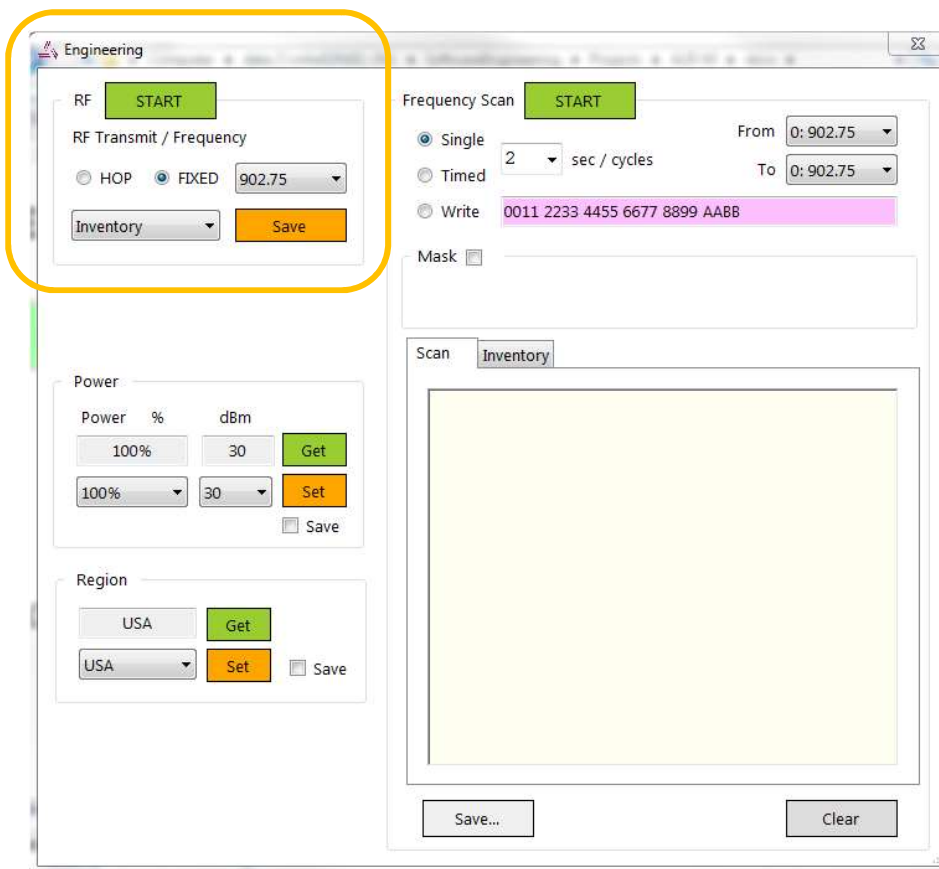 Engineering
RF START
RF Transmit / Frequency
HOP FIXED 902.75
Inventory Save
Power
Power % dBm
100% 30 Get
100% 30 Set
Save
Region
USA Get
USA Set Save
Frequency Scan START
Single
Timed
2 sec / cycles
From 0: 902.75
To 0: 902.75
Write 0011 2233 4455 6677 8899 AABB
Mask
Scan Inventory
Save... Clear